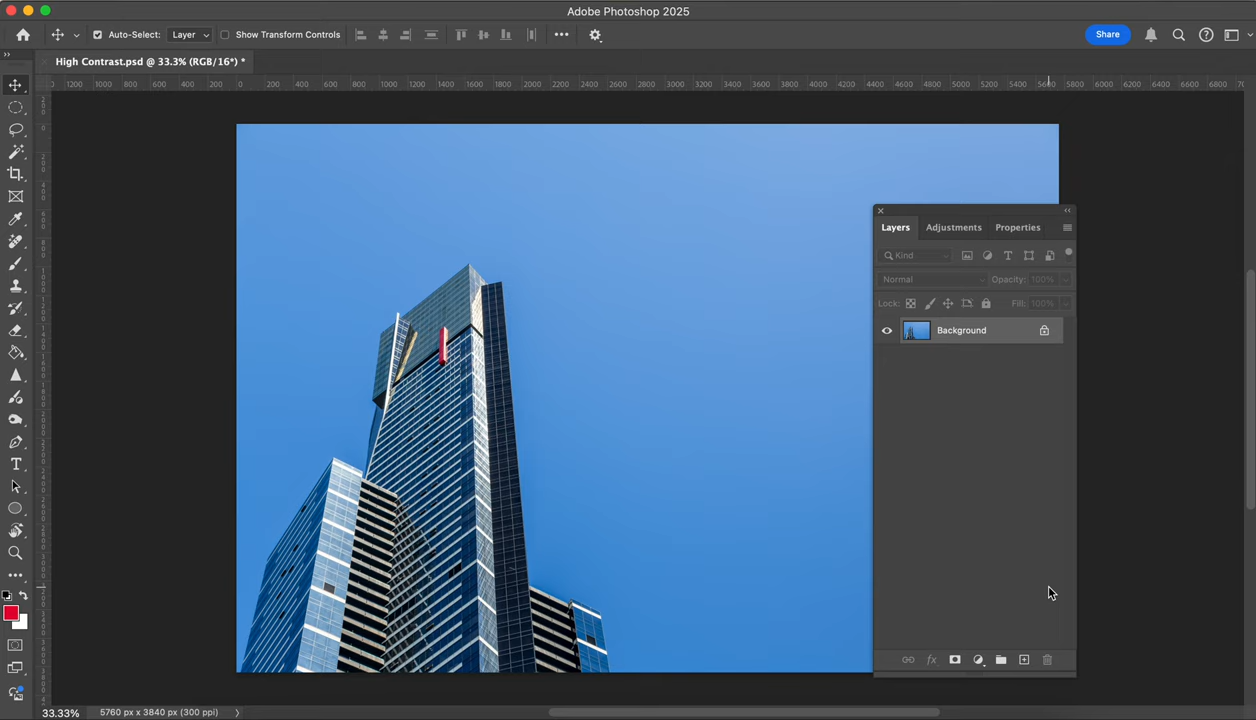 Adobe Photoshop 2025
Auto-Select: Layer Show Transform Controls ••• Share
High Contrast.psd @ 33.3% (RGB/16*) *
1200 1000 800 600 400 200 0 200 400 600 800 1000 1200 1400 1600 1800 2000 2200 2400 2600 2800 3000 3200 3400 3600 3800 4000 4200 4400 4600 4800 5000 5200 5400 5600 5800 6000 6200 6400 6600 6800
Layers Adjustments Properties
Kind
Normal Opacity: 100%
Lock: Fill: 100%
Background
fx
33.33% 5760 px x 3840 px (300 ppi)